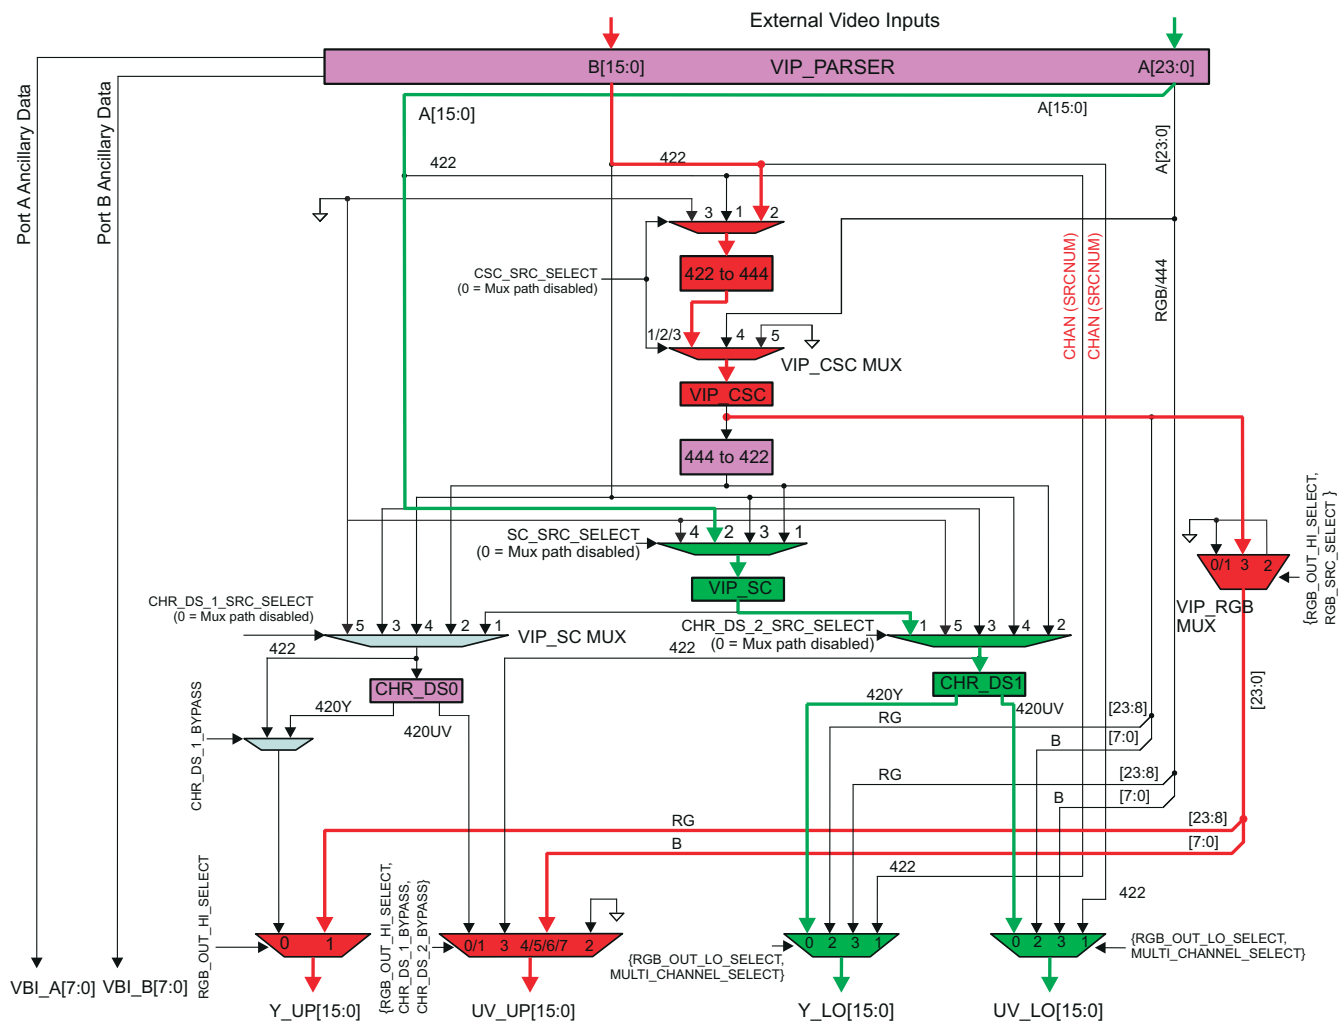 External Video Inputs
B[15:0]
VIP_PARSER
A[23:0]
Port A Ancillary Data
Port B Ancillary Data
A[15:0]
A[15:0]
A[23:0]
422
422
3 1 2
CSC_SRC_SELECT
(0 = Mux path disabled)
422 to 444
CHAN (SRCNUM)
CHAN (SRCNUM)
RGB/444
1/2/3 4 5
VIP_CSC MUX
VIP_CSC
444 to 422
SC_SRC_SELECT
(0 = Mux path disabled)
4 2 3 1
VIP_SC
0/1 3 2
VIP_RGB
MUX
{RGB_OUT_HI_SELECT,
RGB_SRC_SELECT }
CHR_DS_1_SRC_SELECT
(0 = Mux path disabled)
5 3 4 2 1
VIP_SC MUX
CHR_DS_2_SRC_SELECT
(0 = Mux path disabled)
1 5 3 4 2
422
422
CHR_DS0
CHR_DS1
420Y
420UV
420Y
420UV
CHR_DS_1_BYPASS
[23:0]
RG
[23:8]
B
[7:0]
RG
[23:8]
B
[7:0]
RG
[23:8]
B
[7:0]
422
422
RGB_OUT_HI_SELECT
0 1
{RGB_OUT_HI_SELECT,
CHR_DS_1_BYPASS,
CHR_DS_2_BYPASS}
0/1 3 4/5/6/7 2
0 2 3 1
0 2 3 1
{RGB_OUT_LO_SELECT,
MULTI_CHANNEL_SELECT}
{RGB_OUT_LO_SELECT,
MULTI_CHANNEL_SELECT}
VBI_A[7:0]
VBI_B[7:0]
Y_UP[15:0]
UV_UP[15:0]
Y_LO[15:0]
UV_LO[15:0]